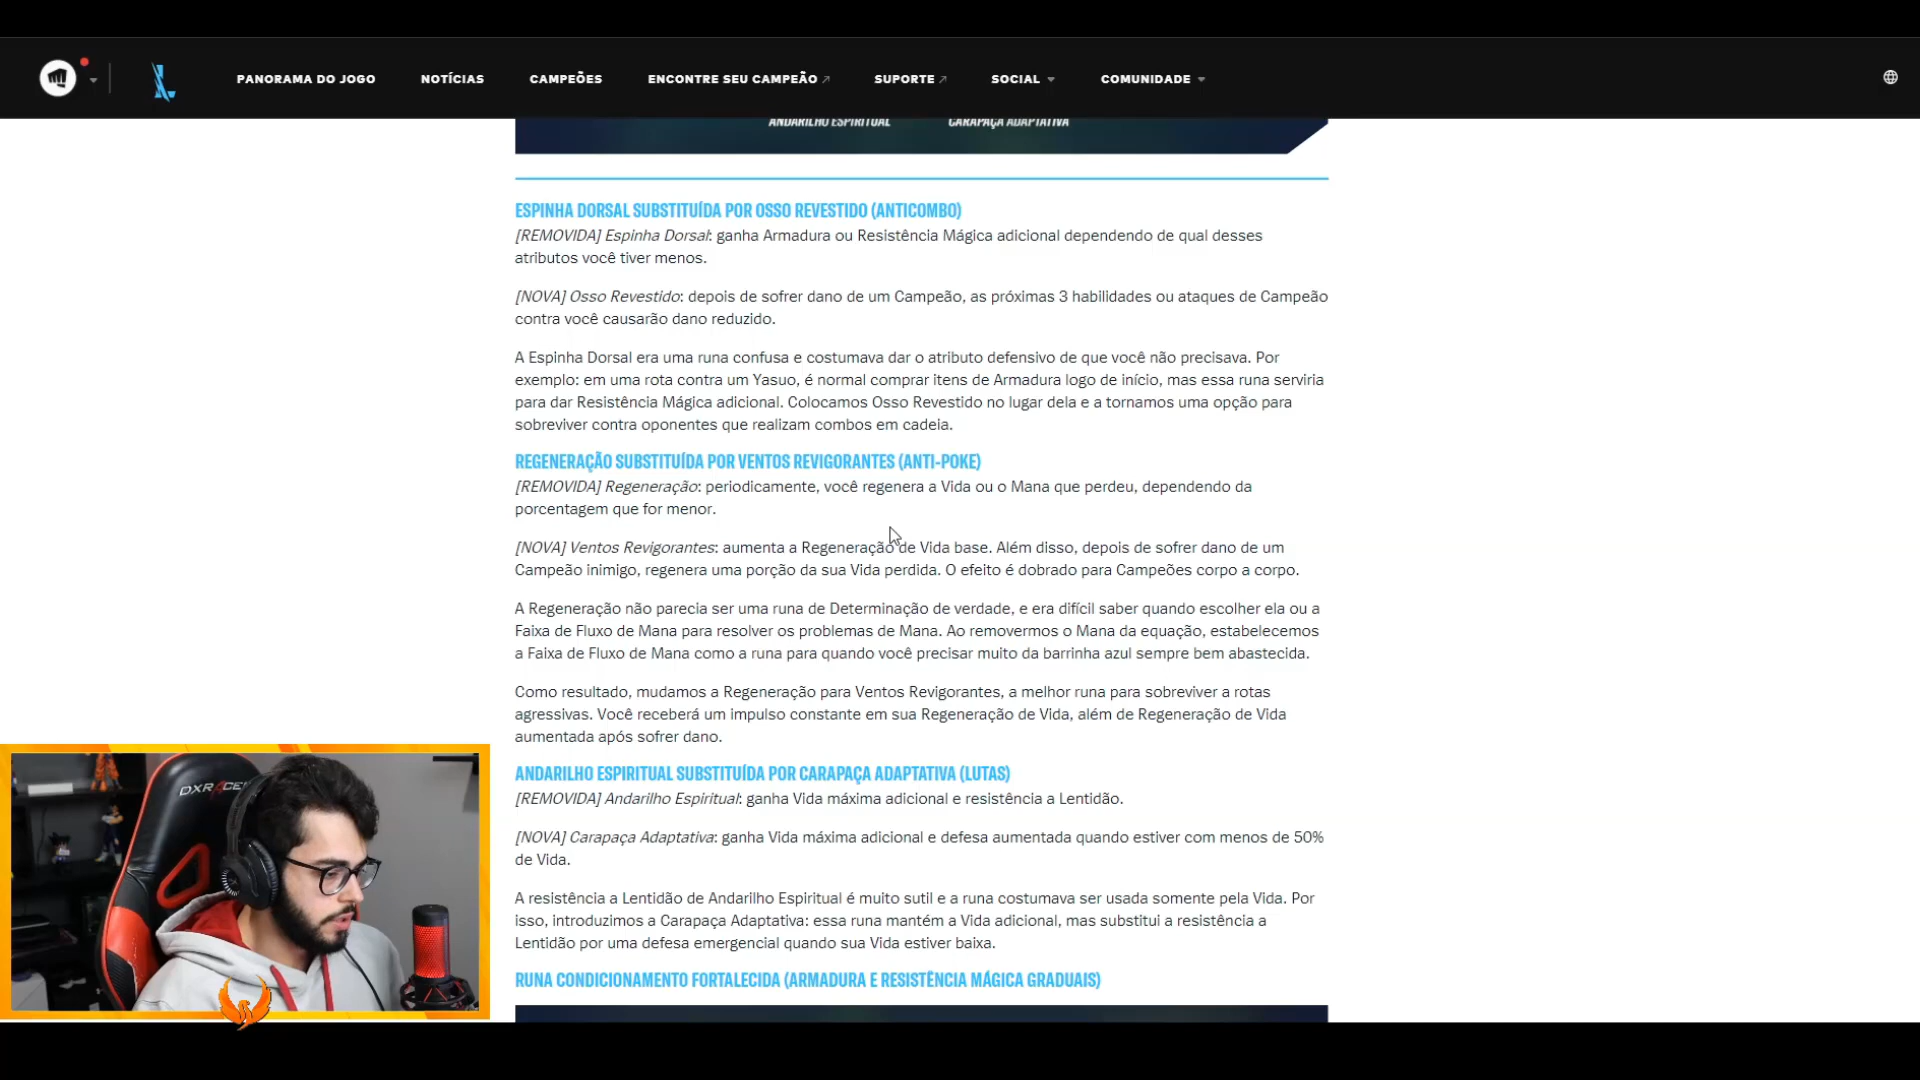 PANORAMA DO JOGO NOTÍCIAS CAMPEÕES ENCONTRE SEU CAMPEÃO SUPORTE SOCIAL COMUNIDADE
ANDARILHO ESPIRITUAL CARAPAÇA ADAPTATIVA
ESPINHA DORSAL SUBSTITUÍDA POR OSSO REVESTIDO (ANTICOMBO)
[REMOVIDA] Espinha Dorsal: ganha Armadura ou Resistência Mágica adicional dependendo de qual desses
atributos você tiver menos.
[NOVA] Osso Revestido: depois de sofrer dano de um Campeão, as próximas 3 habilidades ou ataques de Campeão
contra você causarão dano reduzido.
A Espinha Dorsal era uma runa confusa e costumava dar o atributo defensivo de que você não precisava. Por
exemplo: em uma rota contra um Yasuo, é normal comprar itens de Armadura logo de início, mas essa runa serviria
para dar Resistência Mágica adicional. Colocamos Osso Revestido no lugar dela e a tornamos uma opção para
sobreviver contra oponentes que realizam combos em cadeia.
REGENERAÇÃO SUBSTITUÍDA POR VENTOS REVIGORANTES (ANTI-POKE)
[REMOVIDA] Regeneração: periodicamente, você regenera a Vida ou o Mana que perdeu, dependendo da
porcentagem que for menor.
[NOVA] Ventos Revigorantes: aumenta a Regeneração de Vida base. Além disso, depois de sofrer dano de um
Campeão inimigo, regenera uma porção da sua Vida perdida. O efeito é dobrado para Campeões corpo a corpo.
A Regeneração não parecia ser uma runa de Determinação de verdade, e era difícil saber quando escolher ela ou a
Faixa de Fluxo de Mana para resolver os problemas de Mana. Ao removermos o Mana da equação, estabelecemos
a Faixa de Fluxo de Mana como a runa para quando você precisar muito da barrinha azul sempre bem abastecida.
Como resultado, mudamos a Regeneração para Ventos Revigorantes, a melhor runa para sobreviver a rotas
agressivas. Você receberá um impulso constante em sua Regeneração de Vida, além de Regeneração de Vida
aumentada após sofrer dano.
ANDARILHO ESPIRITUAL SUBSTITUÍDA POR CARAPAÇA ADAPTATIVA (LUTAS)
[REMOVIDA] Andarilho Espiritual: ganha Vida máxima adicional e resistência a Lentidão.
[NOVA] Carapaça Adaptativa: ganha Vida máxima adicional e defesa aumentada quando estiver com menos de 50%
de Vida.
A resistência a Lentidão de Andarilho Espiritual é muito sutil e a runa costumava ser usada somente pela Vida. Por
isso, introduzimos a Carapaça Adaptativa: essa runa mantém a Vida adicional, mas substitui a resistência a
Lentidão por uma defesa emergencial quando sua Vida estiver baixa.
RUNA CONDICIONAMENTO FORTALECIDA (ARMADURA E RESISTÊNCIA MÁGICA GRADUAIS)
DXRACER